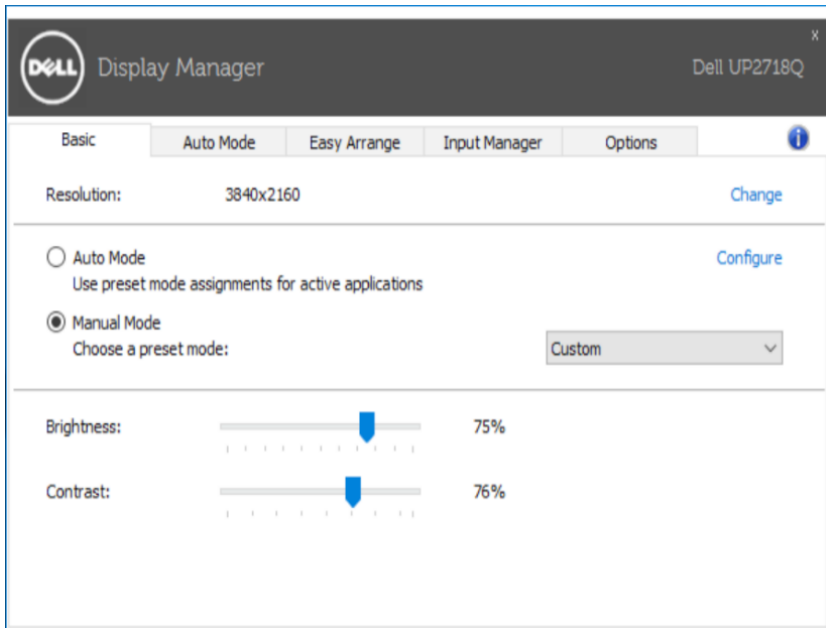 x
DELL Display Manager Dell UP2718Q
Basic Auto Mode Easy Arrange Input Manager Options i
Resolution: 3840x2160 Change
Auto Mode Configure
Use preset mode assignments for active applications
Manual Mode
Choose a preset mode: Custom
Brightness: 75%
Contrast: 76%